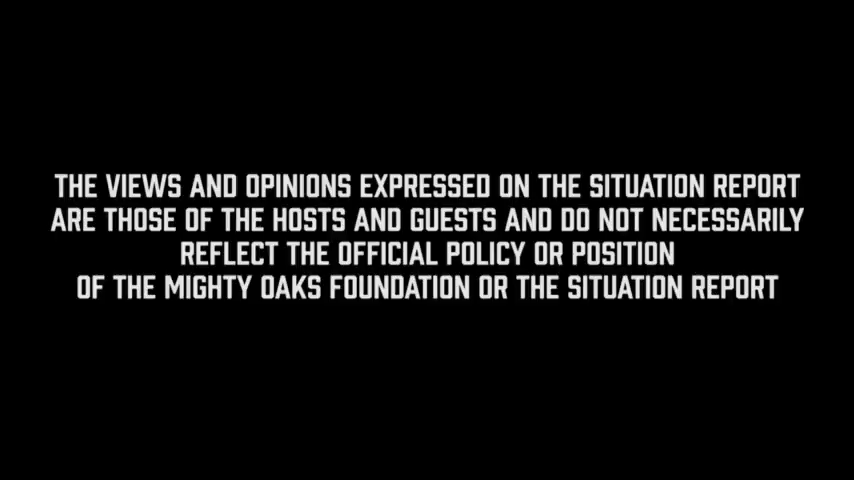 THE VIEWS AND OPINIONS EXPRESSED ON THE SITUATION REPORT
ARE THOSE OF THE HOSTS AND GUESTS AND DO NOT NECESSARILY
REFLECT THE OFFICIAL POLICY OR POSITION
OF THE MIGHTY OAKS FOUNDATION OR THE SITUATION REPORT